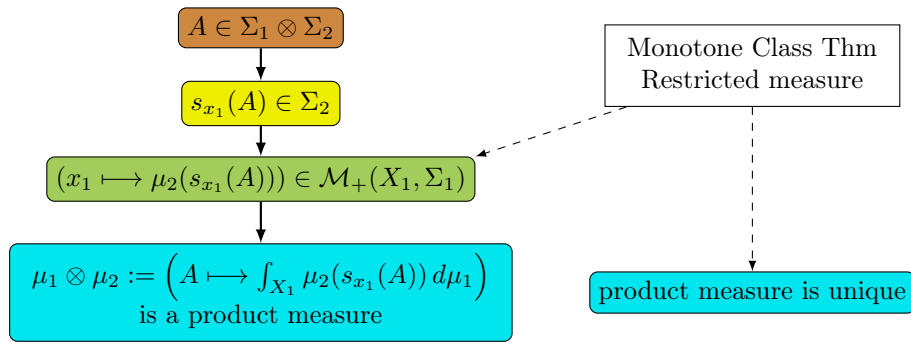 A ∈ Σ₁ ⊗ Σ₂
Monotone Class Thm
Restricted measure
s_{x₁}(A) ∈ Σ₂
(x₁ ⟼ μ₂(s_{x₁}(A))) ∈ ℳ₊(X₁, Σ₁)
μ₁ ⊗ μ₂ := (A ⟼ ∫_{X₁} μ₂(s_{x₁}(A)) dμ₁)
is a product measure
product measure is unique